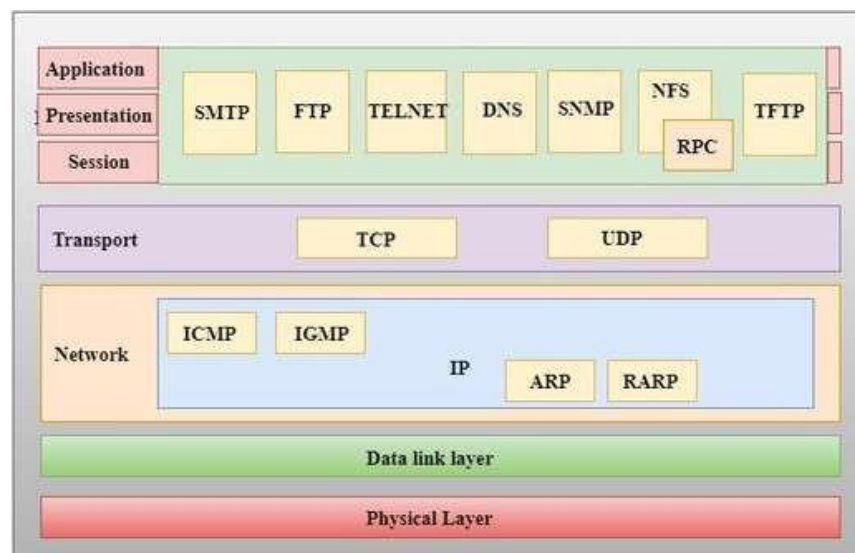 Application
Presentation
Session
SMTP
FTP
TELNET
DNS
SNMP
NFS
RPC
TFTP
Transport
TCP
UDP
Network
ICMP
IGMP
IP
ARP
RARP
Data link layer
Physical Layer